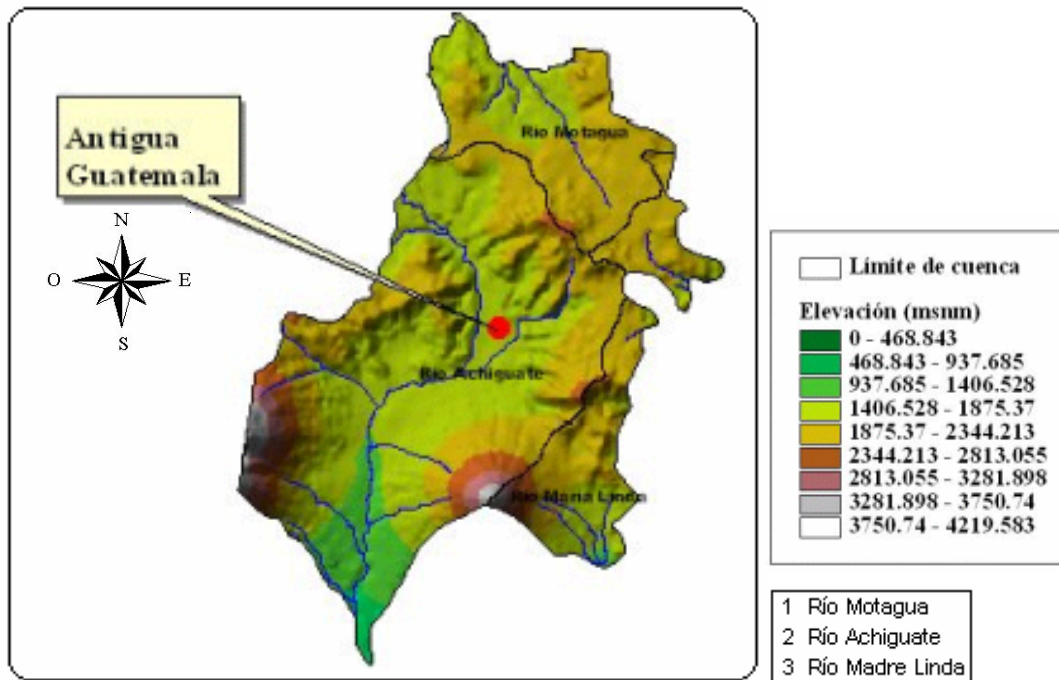 Antigua
Guatemala
N
O
E
S
Río Motagua
Río Achiguate
Río María Linda
Límite de cuenca
Elevación (msnm)
0 - 468.843
468.843 - 937.685
937.685 - 1406.528
1406.528 - 1875.37
1875.37 - 2344.213
2344.213 - 2813.055
2813.055 - 3281.898
3281.898 - 3750.74
3750.74 - 4219.583
1 Río Motagua
2 Río Achiguate
3 Río Madre Linda